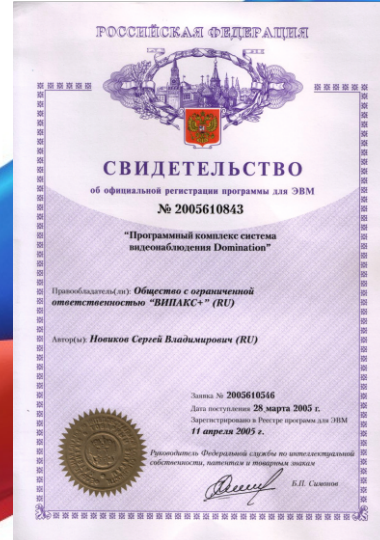 РОССИЙСКАЯ ФЕДЕРАЦИЯ
СВИДЕТЕЛЬСТВО
об официальной регистрации программы для ЭВМ
№ 2005610843
“Программный комплекс система
видеонаблюдения Domination”
Правообладатель(ли): Общество с ограниченной
ответственностью “ВИПАКС+” (RU)
Автор(ы): Новиков Сергей Владимирович (RU)
Заявка № 2005610546
Дата поступления 28 марта 2005 г.
Зарегистрировано в Реестре программ для ЭВМ
11 апреля 2005 г.
Руководитель Федеральной службы по интеллектуальной
собственности, патентам и товарным знакам
Б.П. Симонов